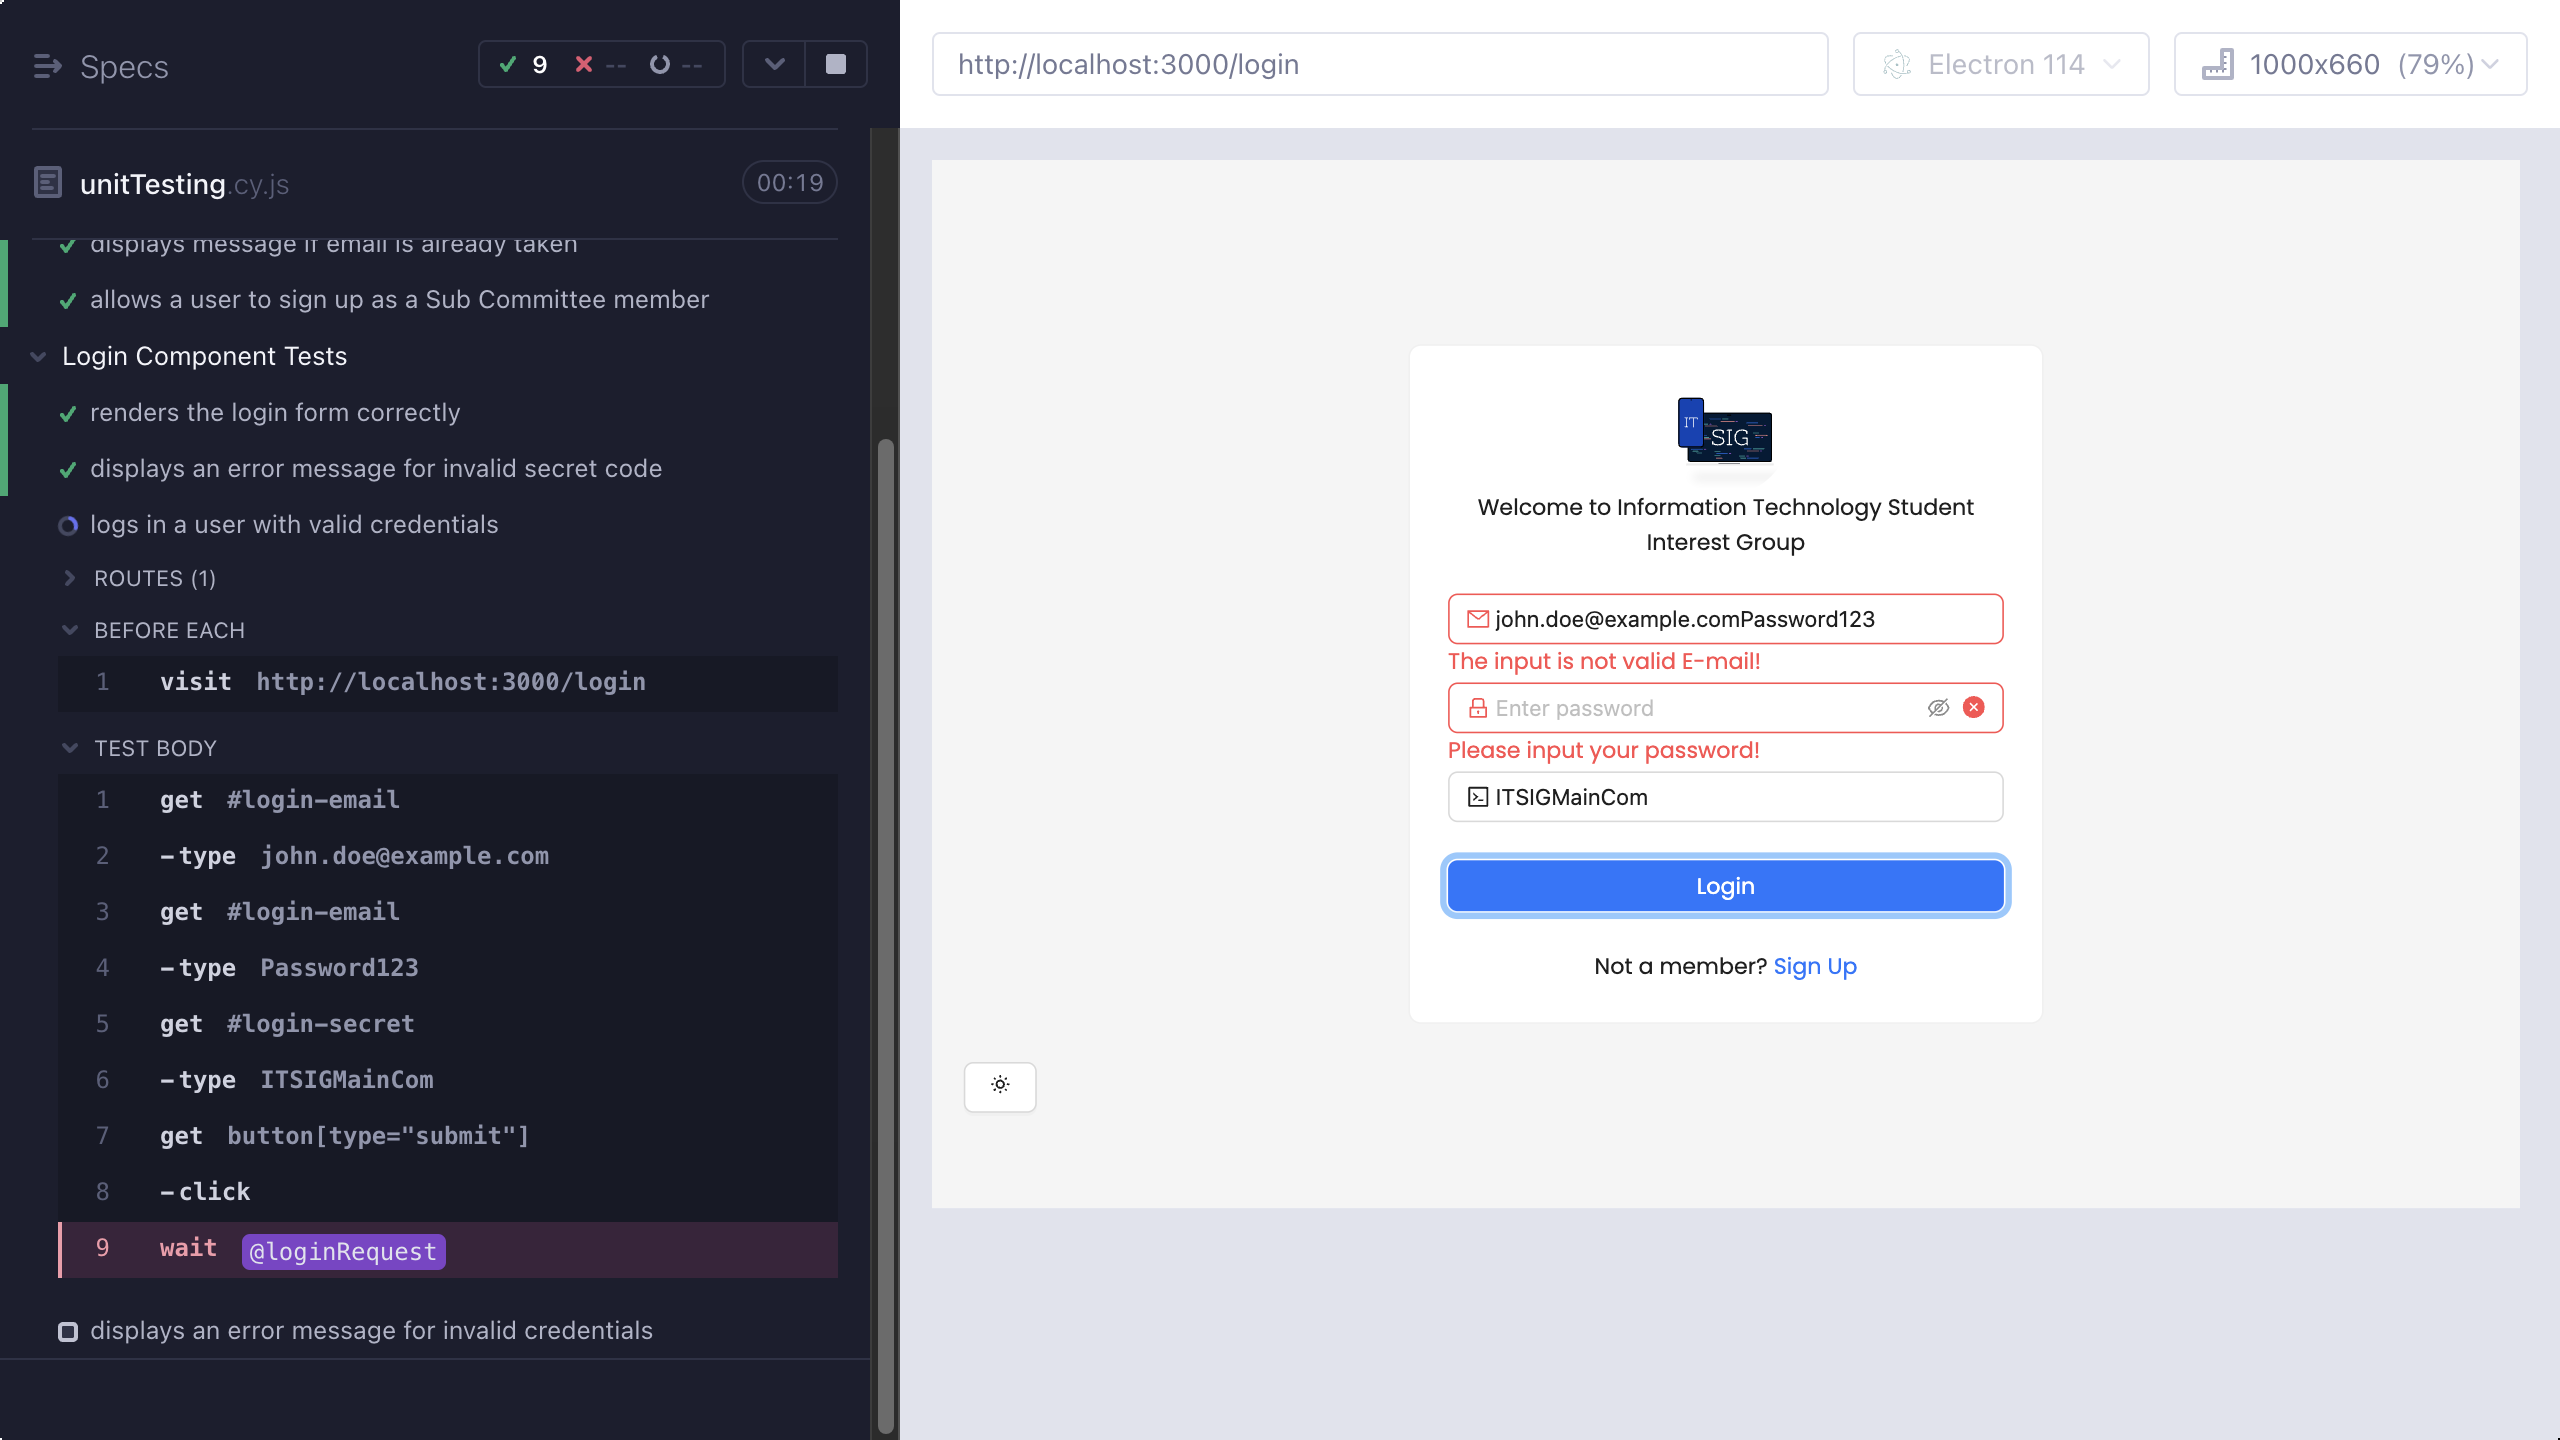 Specs
9 -- --
unitTesting.cy.js
00:19
displays message if email is already taken
allows a user to sign up as a Sub Committee member
Login Component Tests
renders the login form correctly
displays an error message for invalid secret code
logs in a user with valid credentials
ROUTES (1)
BEFORE EACH
1 visit http://localhost:3000/login
TEST BODY
1 get #login-email
2 -type john.doe@example.com
3 get #login-email
4 -type Password123
5 get #login-secret
6 -type ITSIGMainCom
7 get button[type="submit"]
8 -click
9 wait @loginRequest
displays an error message for invalid credentials
http://localhost:3000/login
Electron 114
1000x660 (79%)
IT
SIG
Welcome to Information Technology Student
Interest Group
john.doe@example.comPassword123
The input is not valid E-mail!
Enter password
Please input your password!
ITSIGMainCom
Login
Not a member? Sign Up